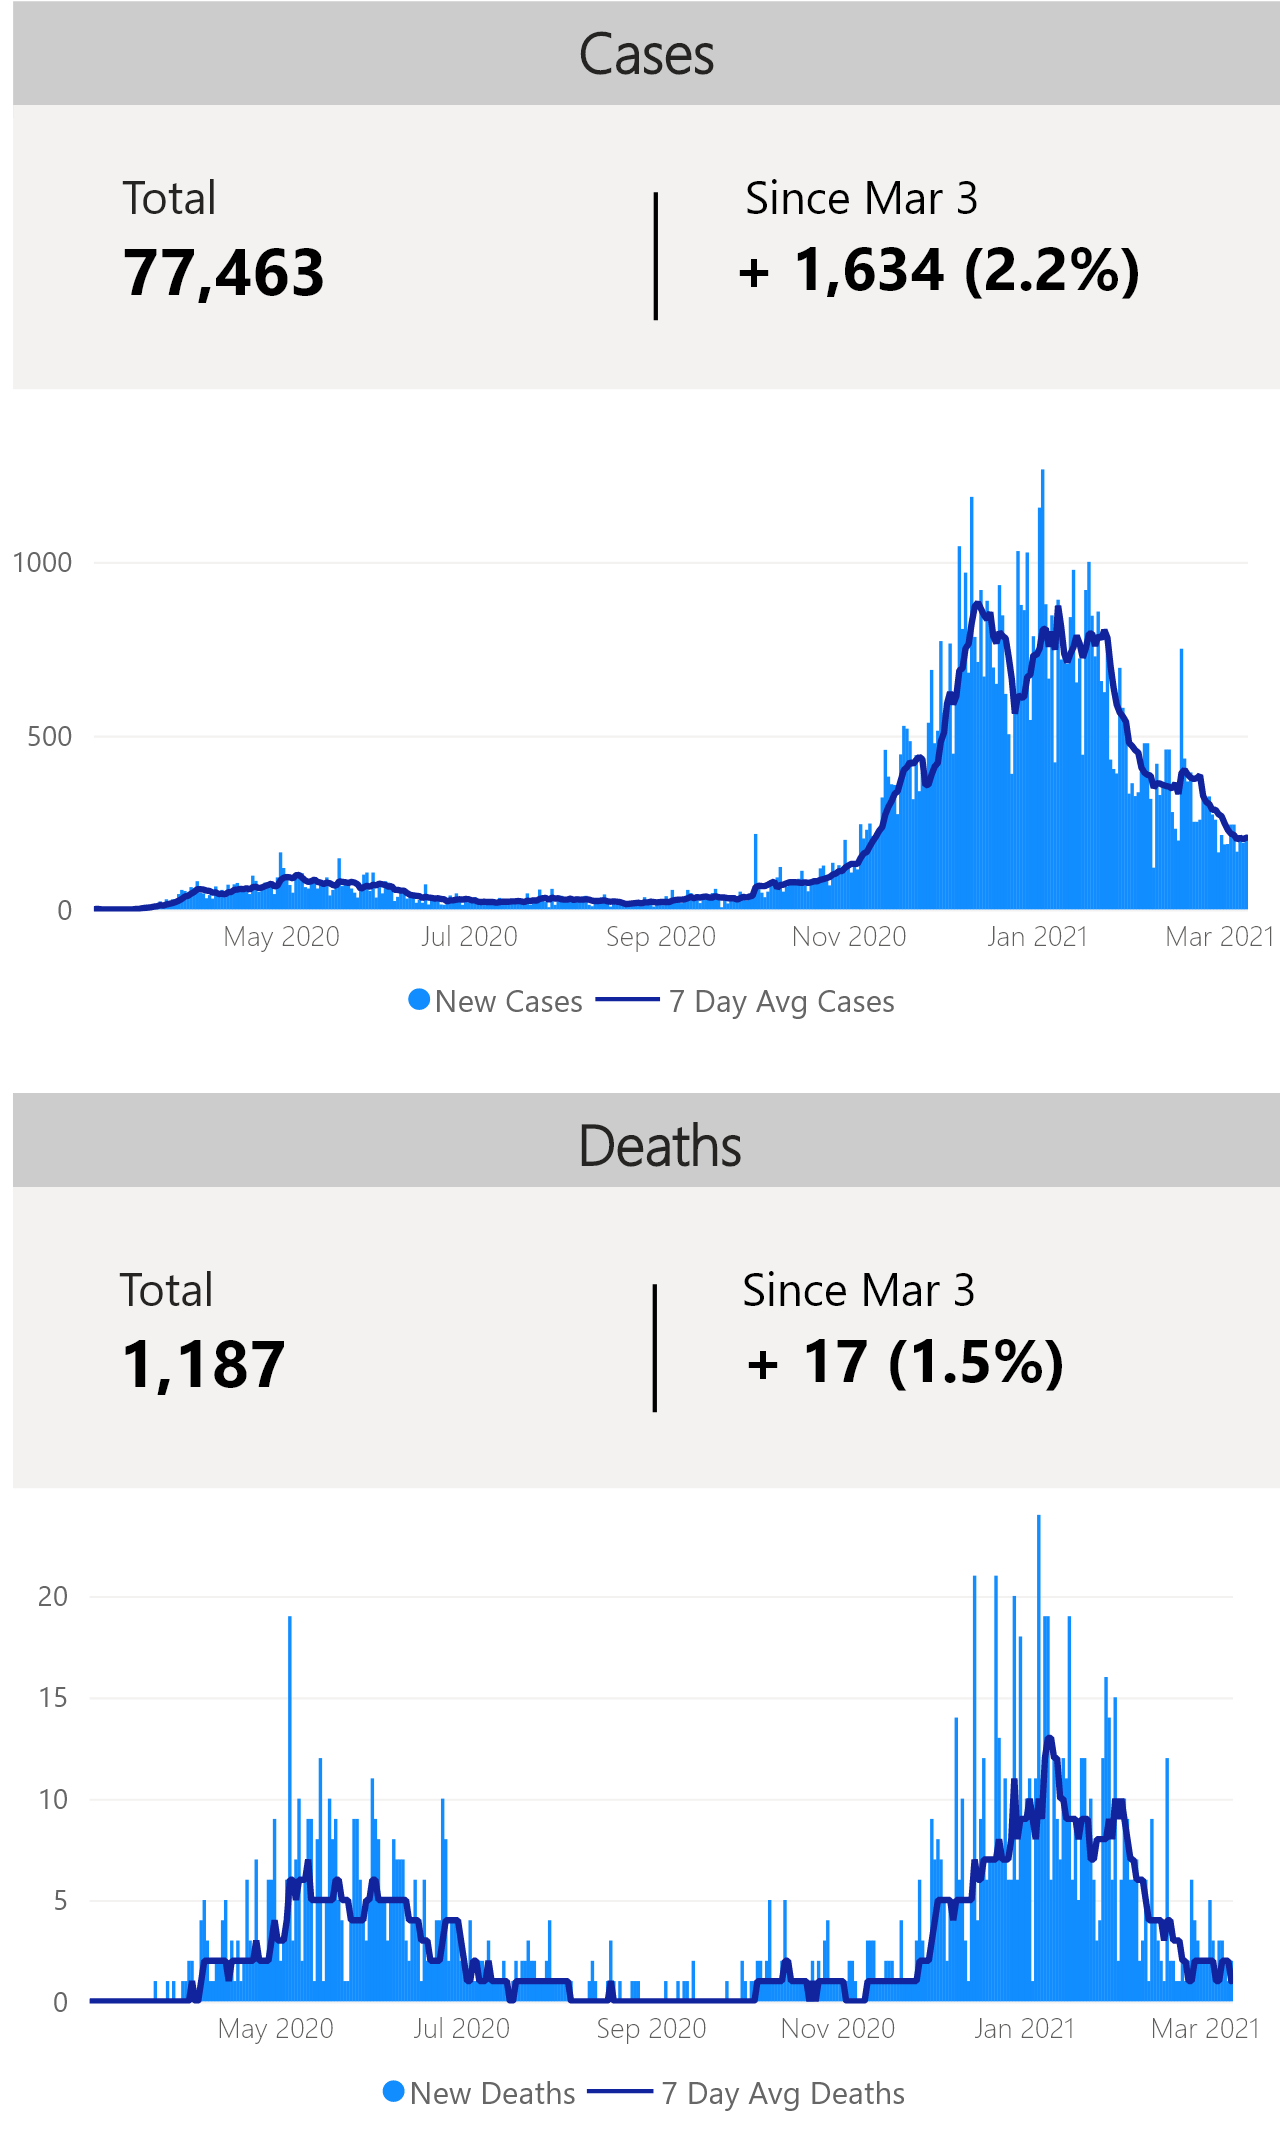 Cases
Total
Since Mar 3
77,463
+ 1,634 (2.2%)
1000
500
0
May 2020
Jul 2020
Sep 2020
Nov 2020
Jan 2021
Mar 2021
New Cases
7 Day Avg Cases
Deaths
Total
Since Mar 3
1,187
+ 17 (1.5%)
20
15
10
5
0
May 2020
Jul 2020
Sep 2020
Nov 2020
Jan 2021
Mar 2021
New Deaths
7 Day Avg Deaths